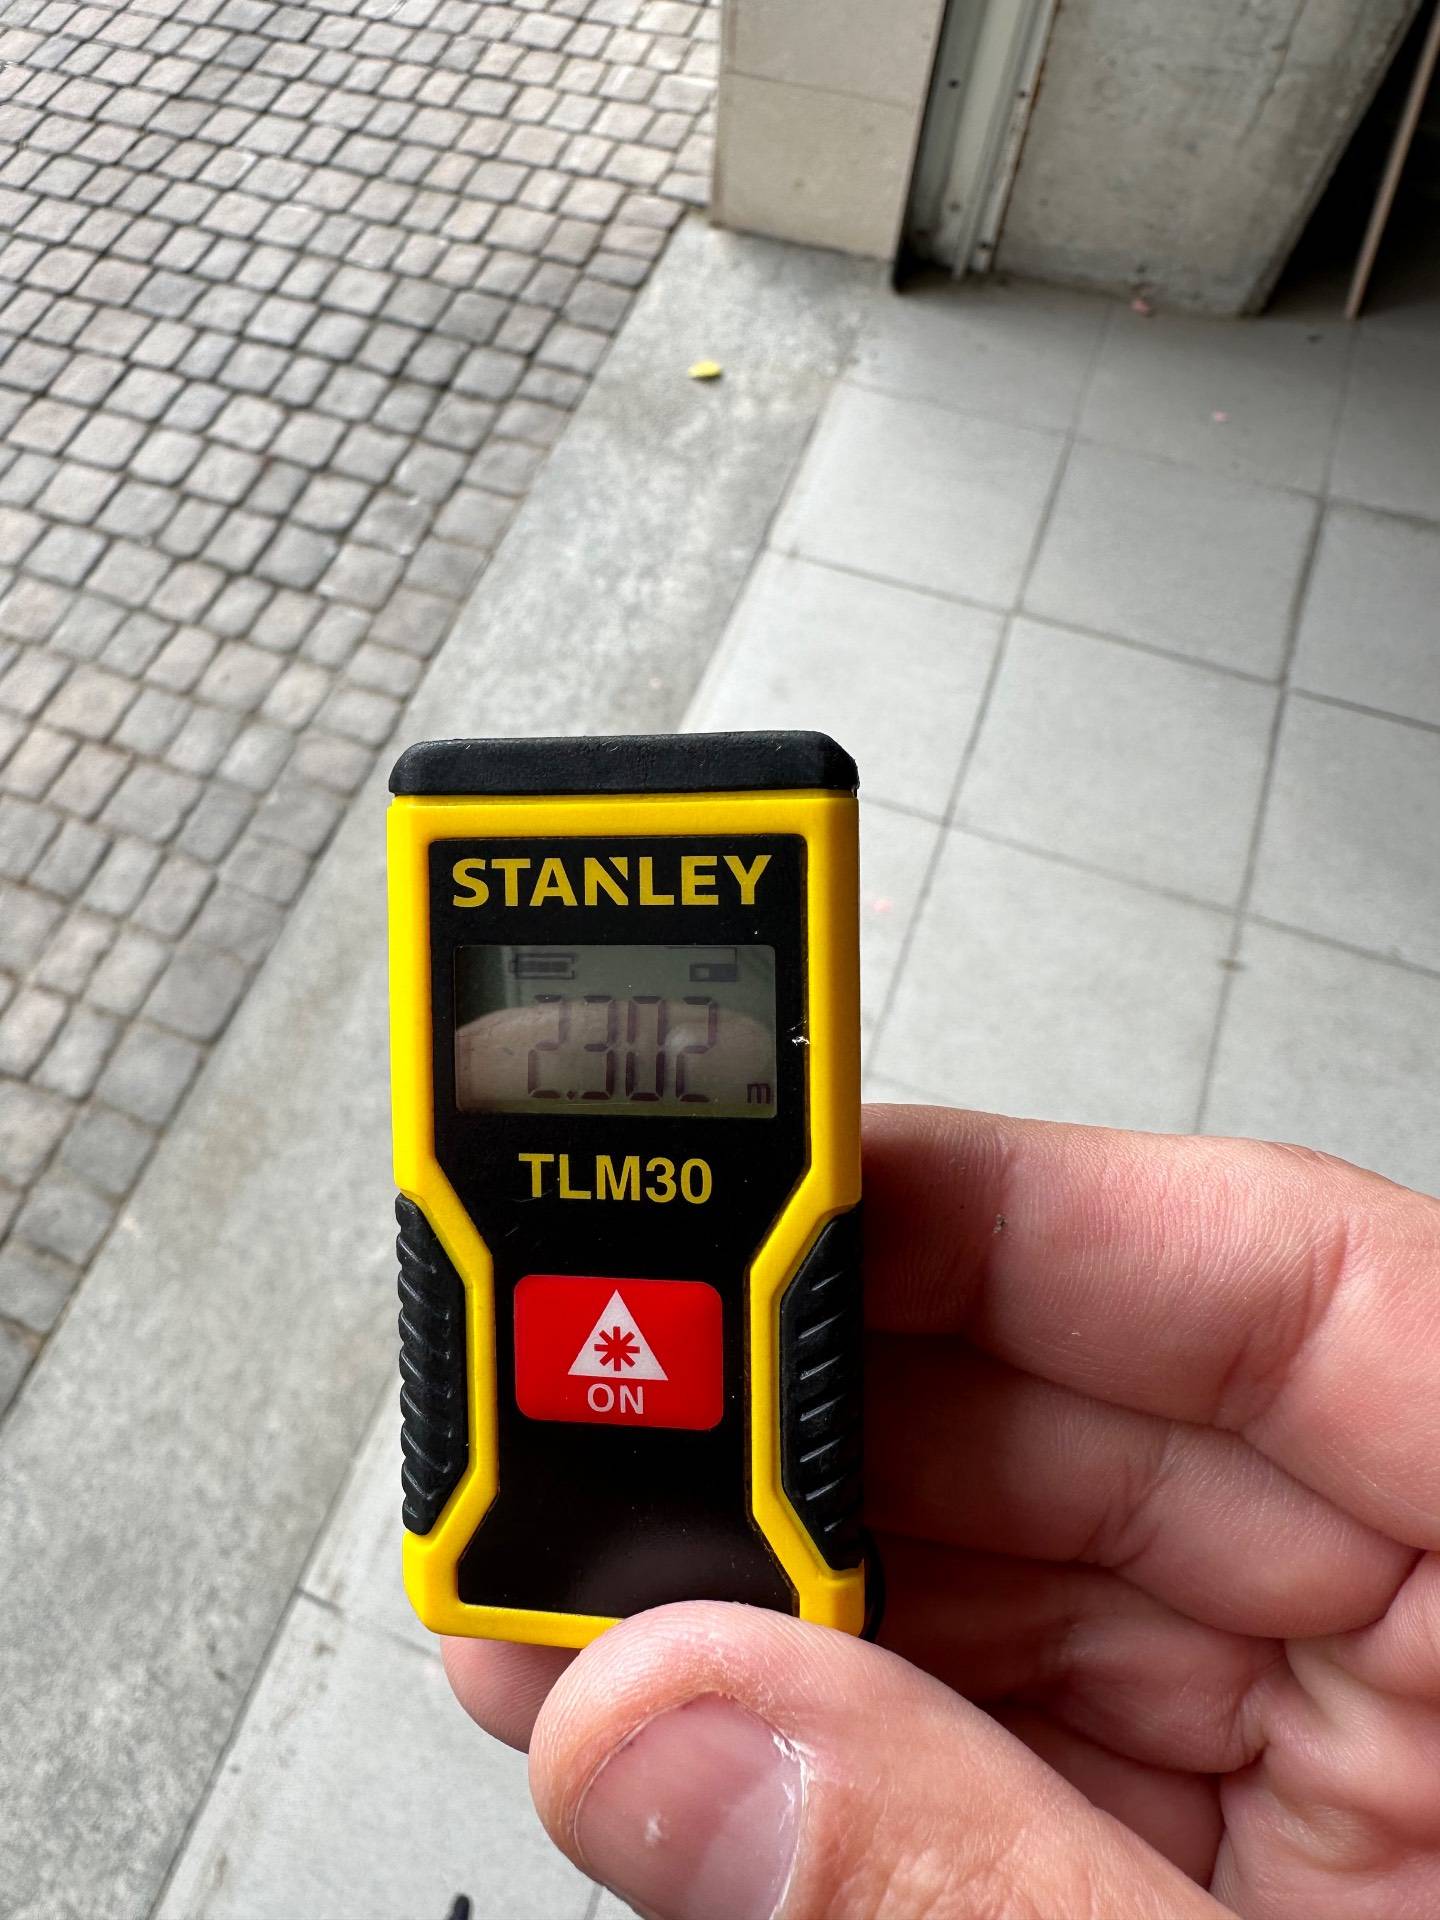 STANLEY
2.302 m
TLM30
ON